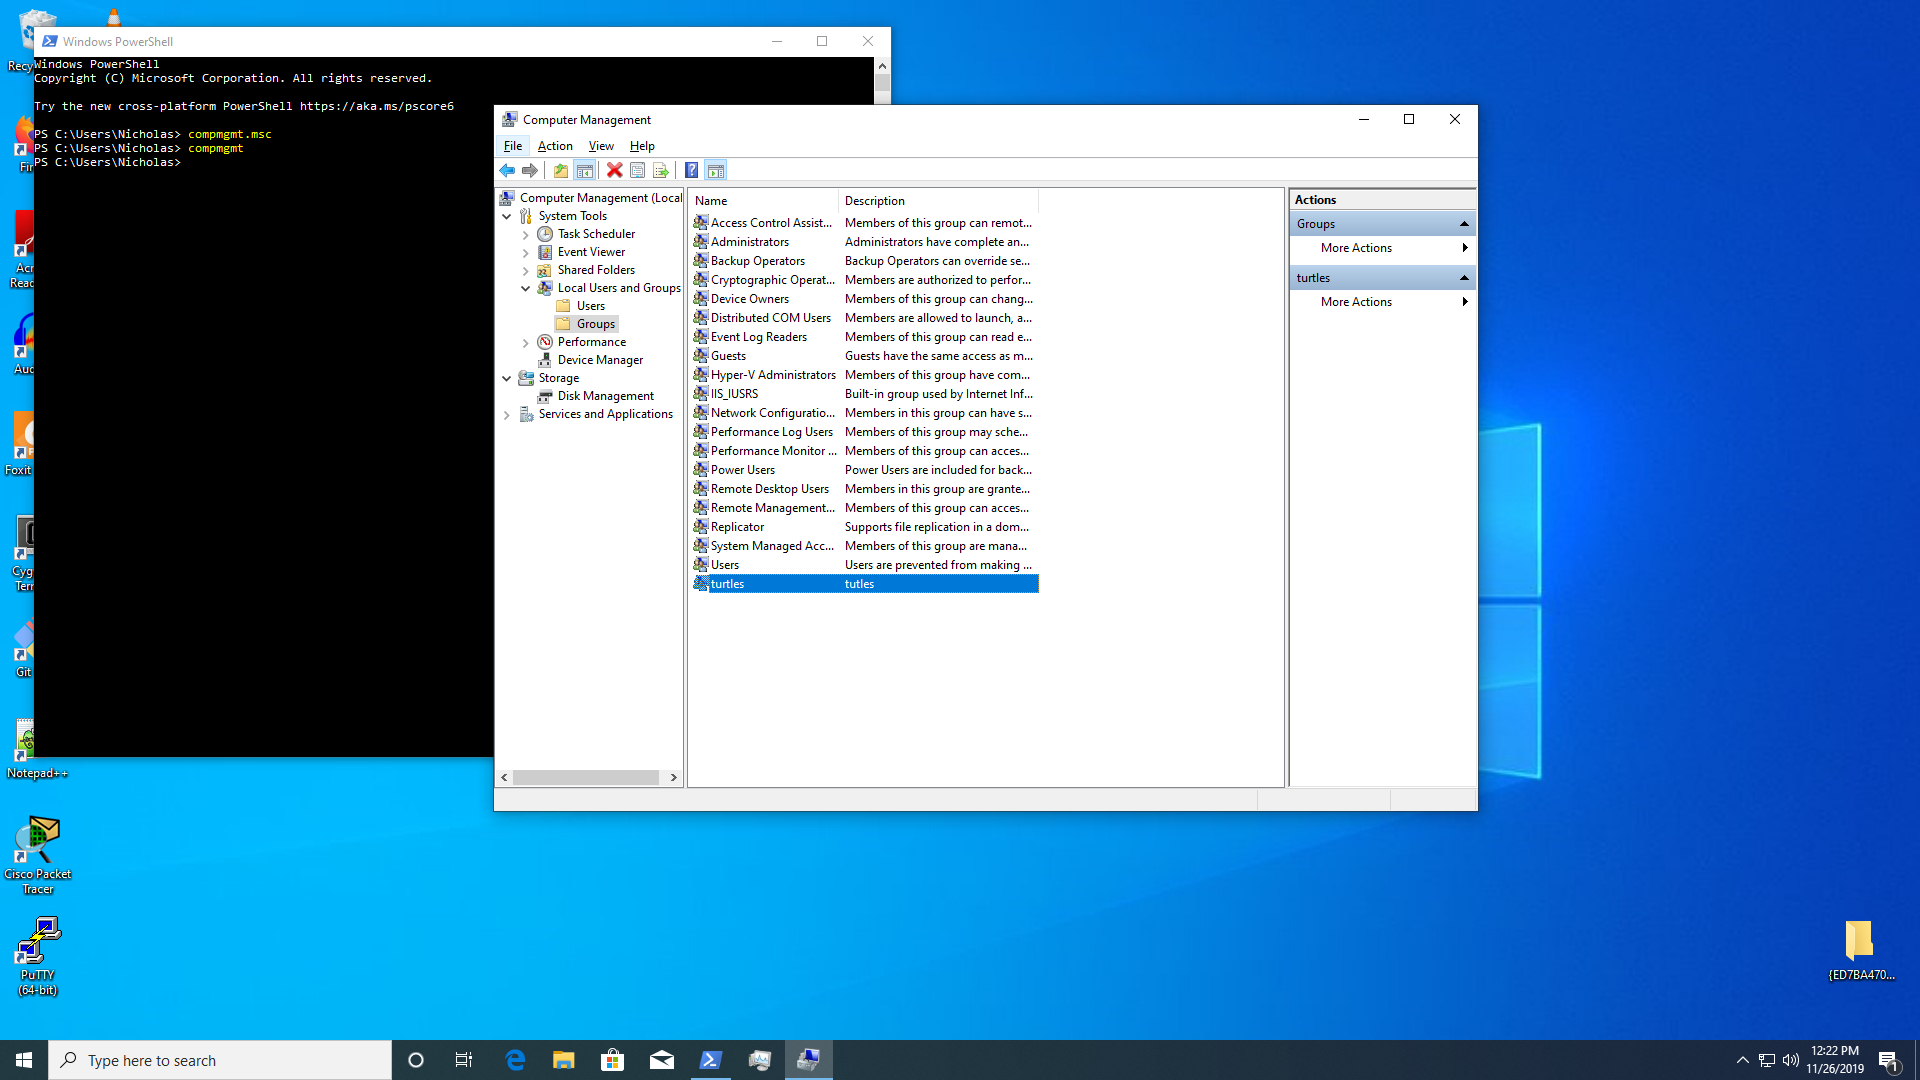 Windows PowerShell
Windows PowerShell
Copyright (C) Microsoft Corporation. All rights reserved.
Try the new cross-platform PowerShell https://aka.ms/pscore6
PS C:\Users\Nicholas> compmgmt.msc
PS C:\Users\Nicholas> compmgmt
PS C:\Users\Nicholas>
Computer Management
File Action View Help
Computer Management (Local
System Tools
Task Scheduler
Event Viewer
Shared Folders
Local Users and Groups
Users
Groups
Performance
Device Manager
Storage
Disk Management
Services and Applications
Name Description
Access Control Assist... Members of this group can remot...
Administrators Administrators have complete an...
Backup Operators Backup Operators can override se...
Cryptographic Operat... Members are authorized to perfor...
Device Owners Members of this group can chang...
Distributed COM Users Members are allowed to launch, a...
Event Log Readers Members of this group can read e...
Guests Guests have the same access as m...
Hyper-V Administrators Members of this group have com...
IIS_IUSRS Built-in group used by Internet Inf...
Network Configuratio... Members in this group can have s...
Performance Log Users Members of this group may sche...
Performance Monitor ... Members of this group can acces...
Power Users Power Users are included for back...
Remote Desktop Users Members in this group are grante...
Remote Management... Members of this group can acces...
Replicator Supports file replication in a dom...
System Managed Acc... Members of this group are mana...
Users Users are prevented from making ...
turtles tutles
Actions
Groups
More Actions
turtles
More Actions
Recy
Fir
Acr
Read
Aud
Foxit
Cyg
Tern
Git
Notepad++
Cisco Packet
Tracer
PuTTY
(64-bit)
{ED7BA470...
Type here to search
12:22 PM
11/26/2019
1